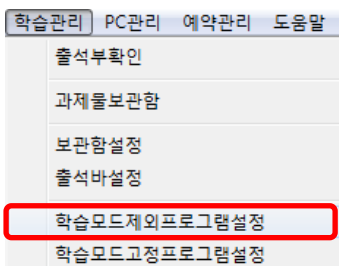 학습관리 PC관리 예약관리 도움말
출석부확인
과제물보관함
보관함설정
출석바설정
학습모드제외프로그램설정
학습모드고정프로그램설정